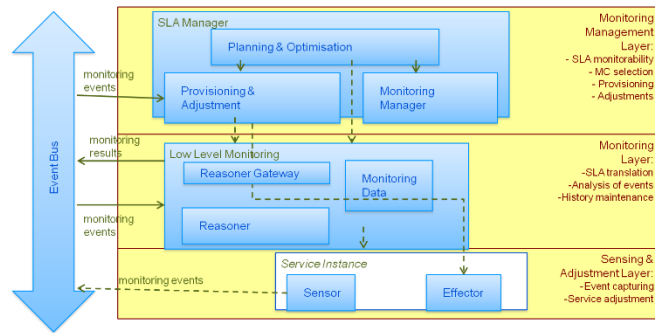 SLA Manager
Planning & Optimisation
Provisioning &
Adjustment
Monitoring
Manager
Monitoring
Management
Layer:
- SLA monitorability
- MC selection
- Provisioning
- Adjustments
monitoring
events
Event Bus
monitoring
results
monitoring
events
Low Level Monitoring
Reasoner Gateway
Monitoring
Data
Reasoner
Monitoring
Layer:
-SLA translation
-Analysis of events
-History maintenance
monitoring events
Service Instance
Sensor
Effector
Sensing &
Adjustment Layer:
-Event capturing
-Service adjustment